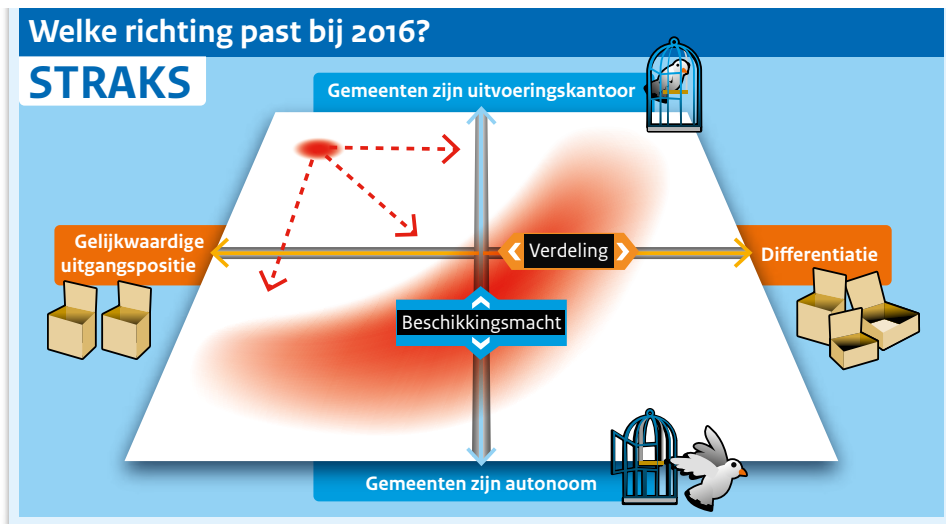 Welke richting past bij 2016?
STRAKS
Gemeenten zijn uitvoeringskantoor
Gelijkwaardige
uitgangspositie
Verdeling
Differentiatie
Beschikkingsmacht
Gemeenten zijn autonoom